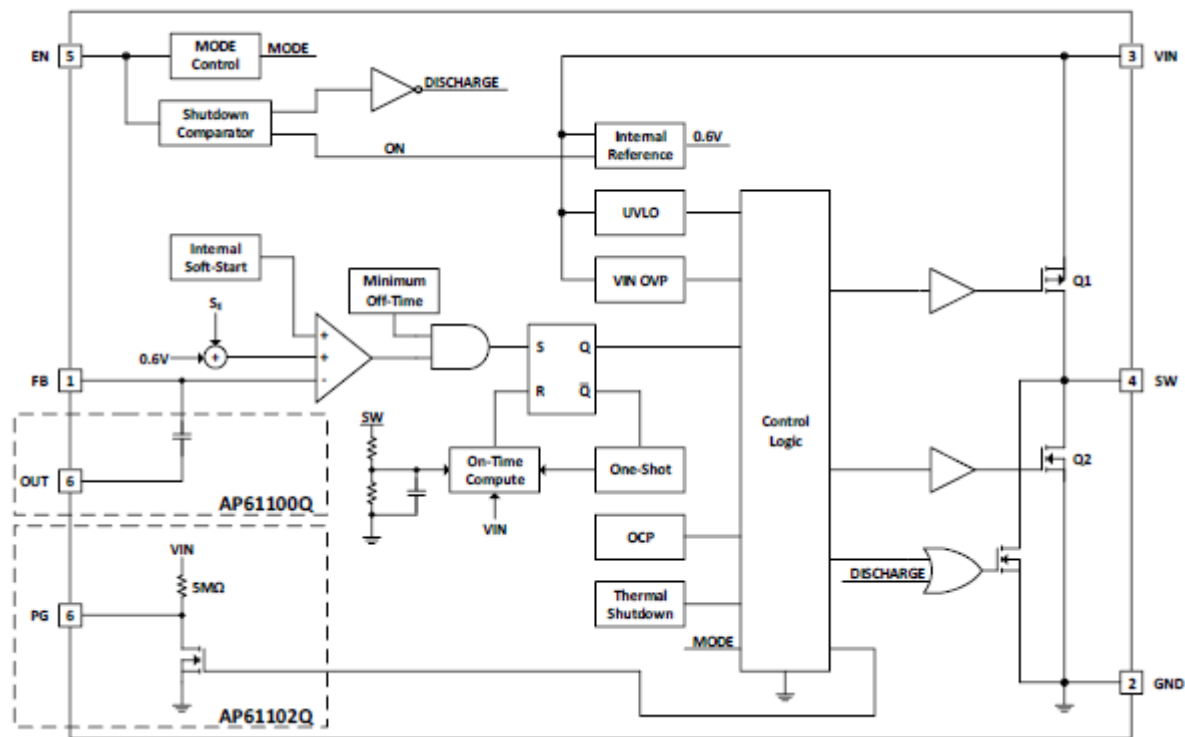 EN
5
MODE
Control
MODE
3
VIN
DISCHARGE
Shutdown
Comparator
ON
Internal
Reference
0.6V
UVLO
Internal
Soft-Start
Minimum
Off-Time
VIN OVP
Q1
+
S
Q
0.6V
+
+
FB
1
-
R
Q̅
4
SW
SW
Control
Logic
On-Time
Compute
One-Shot
Q2
OUT
6
AP61100Q
VIN
VIN
OCP
5MΩ
DISCHARGE
PG
6
Thermal
Shutdown
MODE
2
GND
AP61102Q